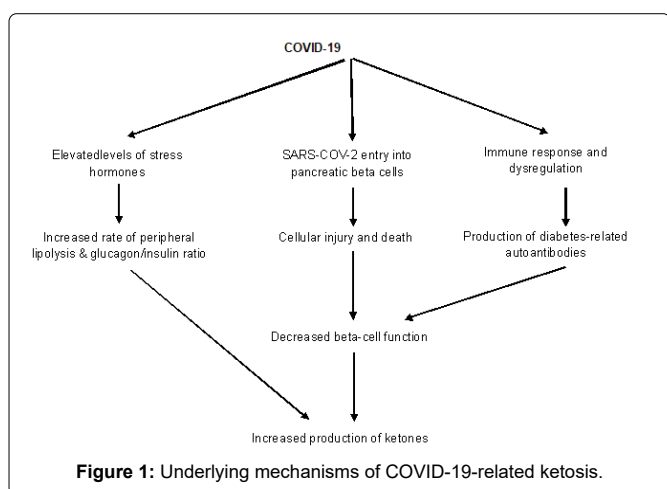 COVID-19
Elevatedlevels of stress
hormones
SARS-COV-2 entry into
pancreatic beta cells
Immune response and
dysregulation
Increased rate of peripheral
lipolysis & glucagon/insulin ratio
Cellular injury and death
Production of diabetes-related
autoantibodies
Decreased beta-cell function
Increased production of ketones
Figure 1: Underlying mechanisms of COVID-19-related ketosis.